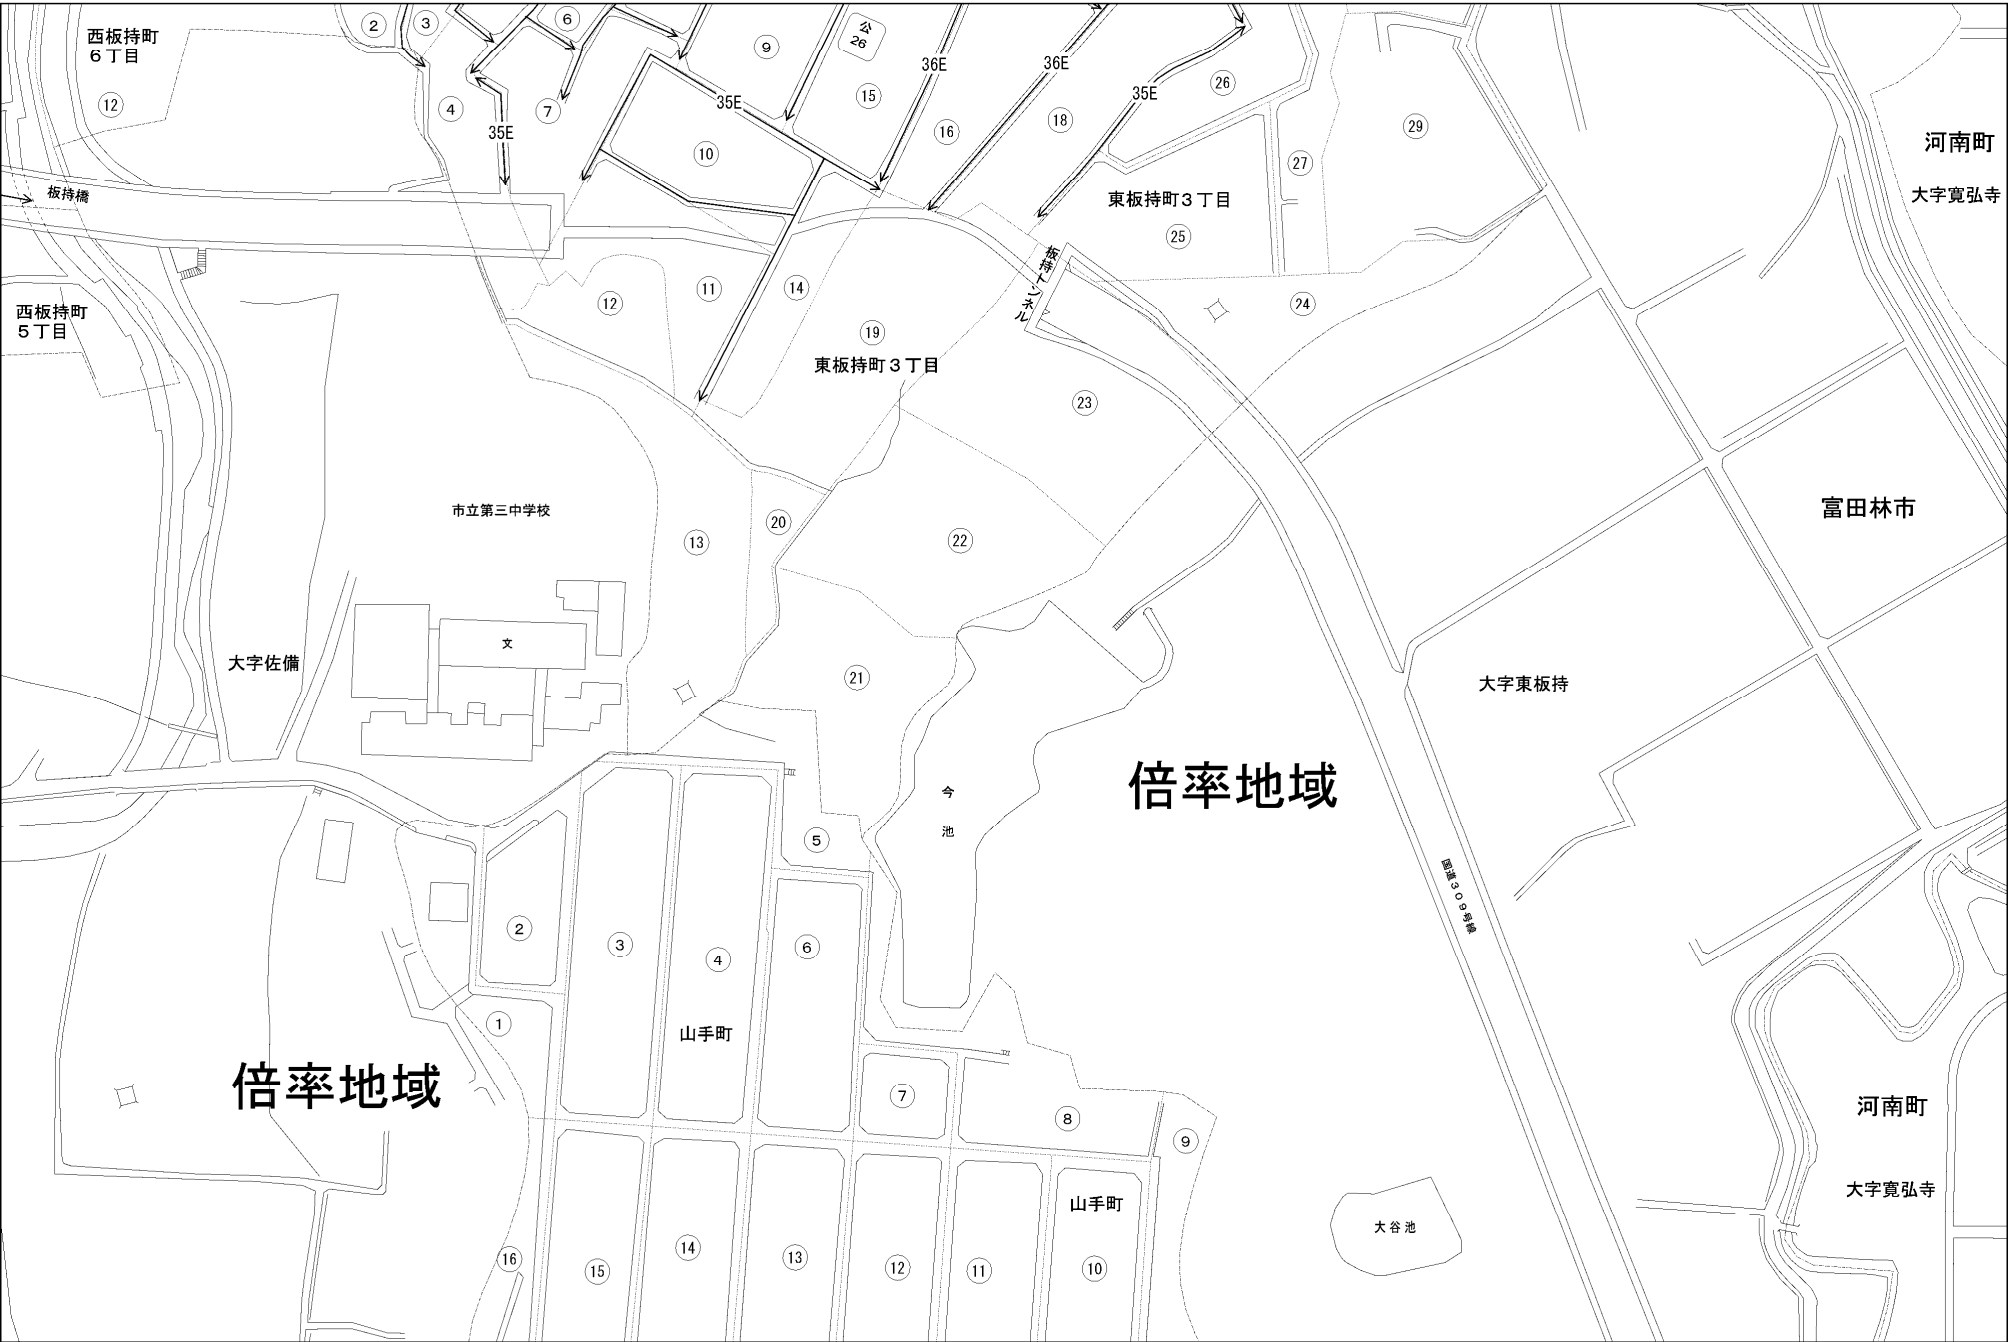 ② ③ ⑥
西板持町
６丁目
公
26
⑨
36E 36E
⑫ ④ ⑦ 35E ⑮ 35E ㉖
35E ⑯ ⑱ ㉙
⑩ ㉗
河南町
板持橋
大字寛弘寺
東板持町３丁目
㉕
板持トンネル
⑪ ⑭ ⑫ ㉔
西板持町
５丁目
⑲
東板持町３丁目
㉓
市立第三中学校
富田林市
⑳ ⑬ ㉒
文
大字佐備
㉑
大字東板持
今池
倍率地域
⑤
国道３０９号線
② ③ ④ ⑥
①
山手町
倍率地域
⑦ ⑧ ⑨
河南町
大字寛弘寺
山手町
大谷池
⑯ ⑮ ⑭ ⑬ ⑫ ⑪ ⑩